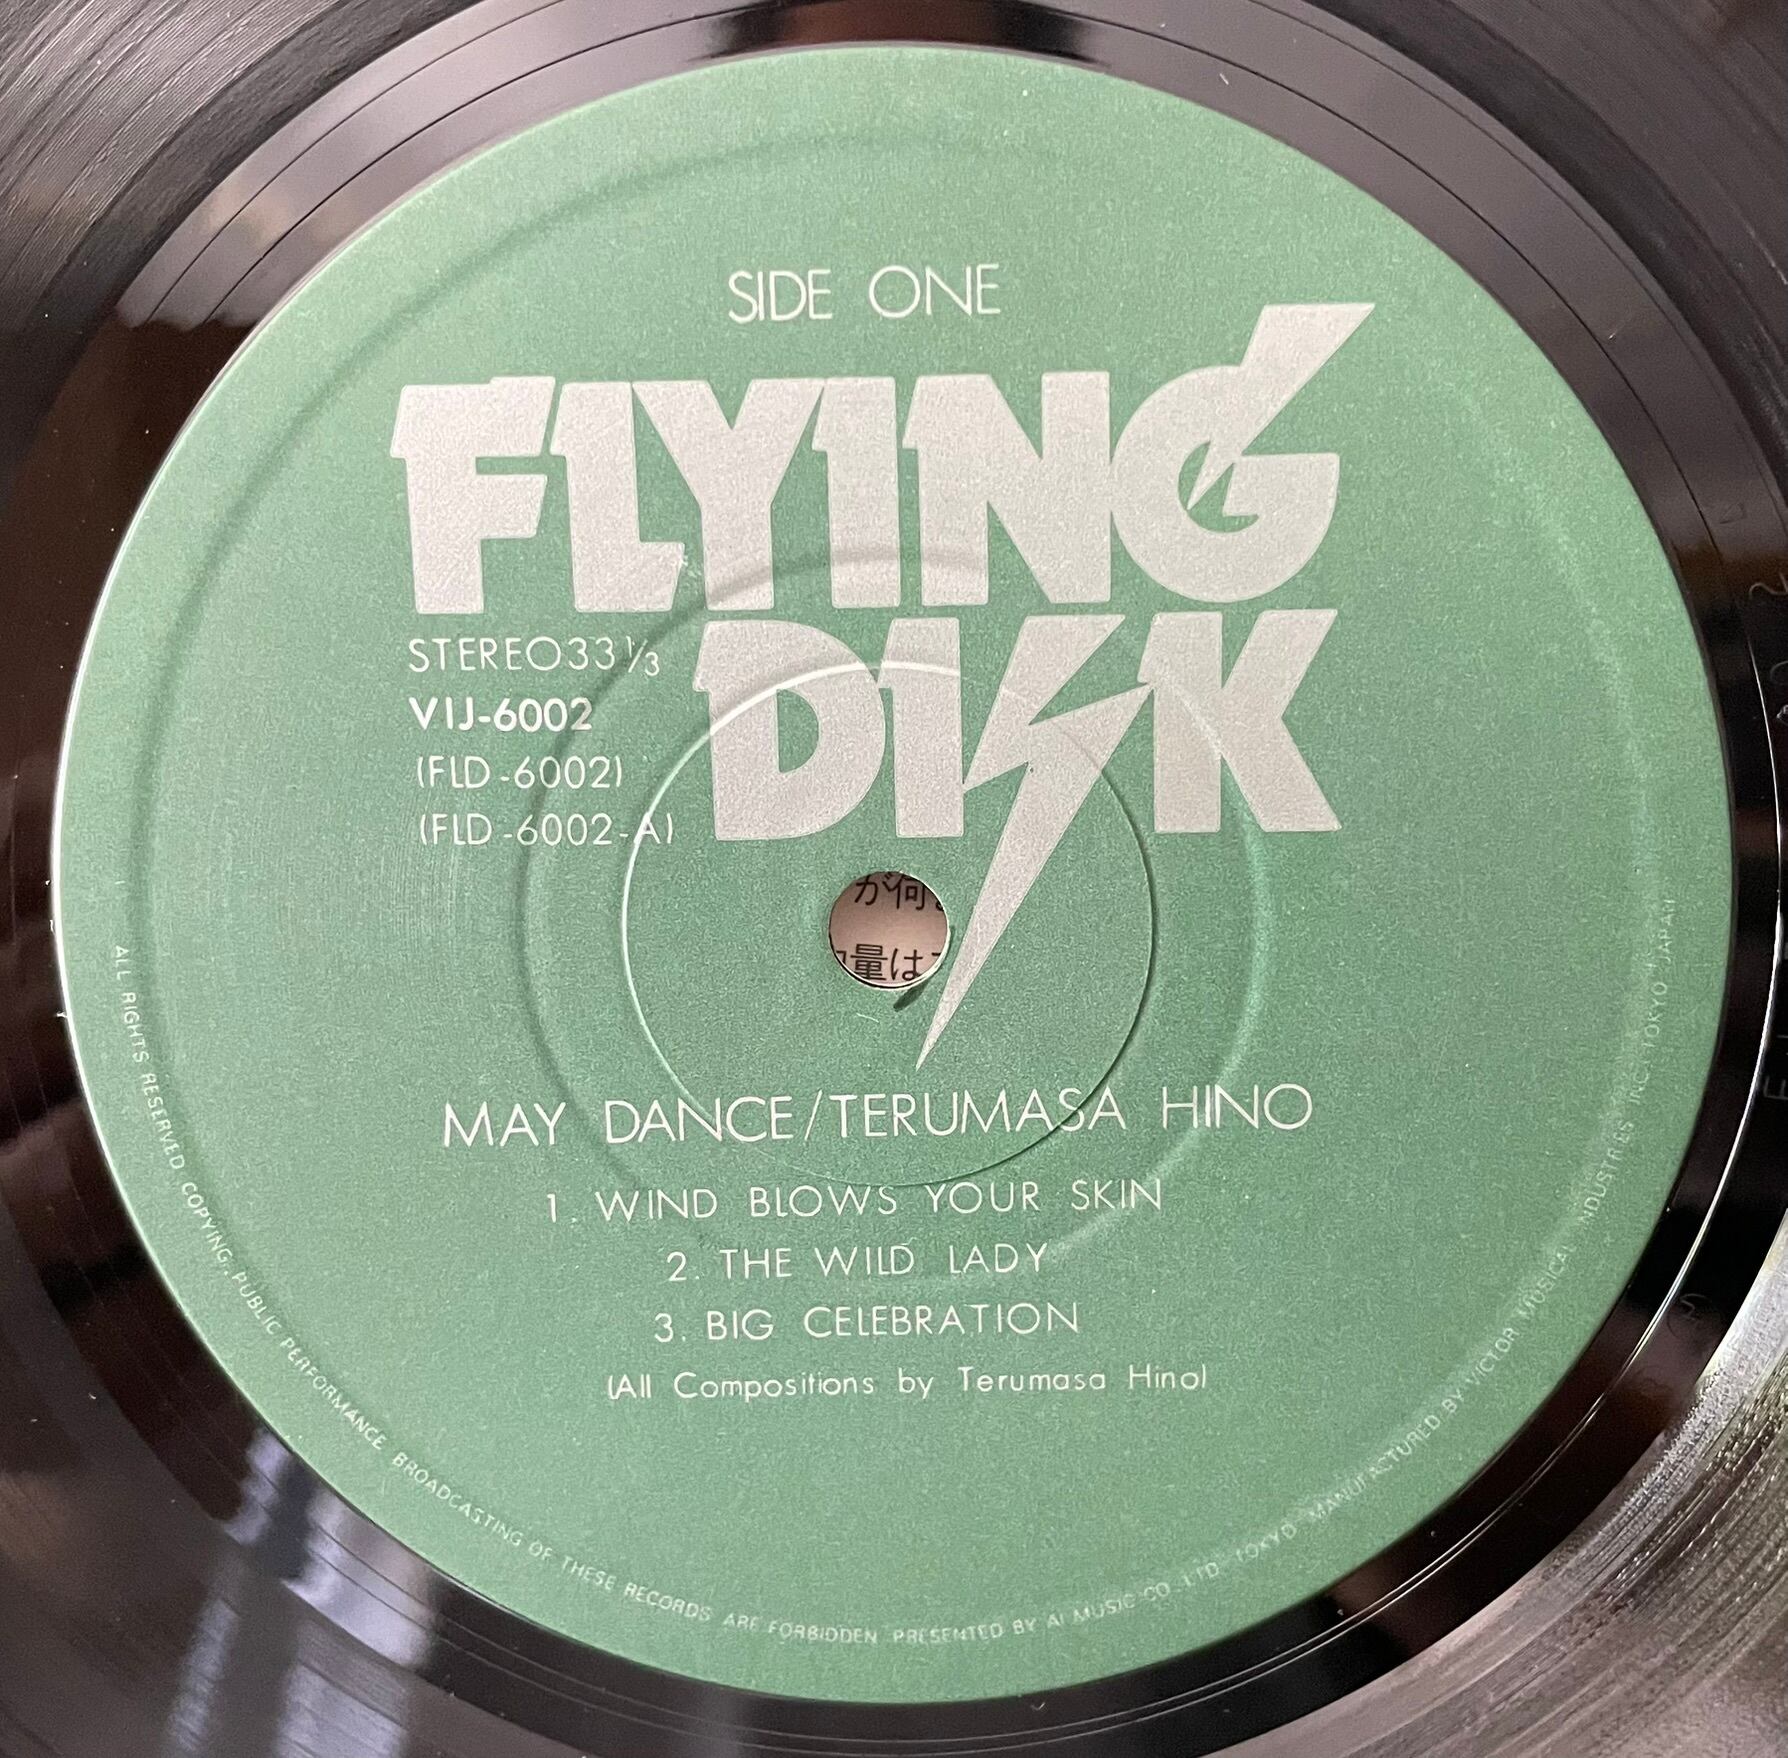 SIDE ONE
FLYING
DISK
STEREO33⅓
VIJ-6002
(FLD-6002)
(FLD-6002-A)
が何
量は
MAY DANCE/TERUMASA HINO
1. WIND BLOWS YOUR SKIN
2. THE WILD LADY
3. BIG CELEBRATION
(All Compositions by Terumasa Hino)
ALL RIGHTS RESERVED COPYING, PUBLIC PERFORMANCE BROADCASTING OF THESE RECORDS ARE FORBIDDEN PRESENTED BY AI MUSIC CO.,LTD. TOKYO MANUFACTURED BY VICTOR MUSICAL INDUSTRIES INC. TOKYO JAPAN